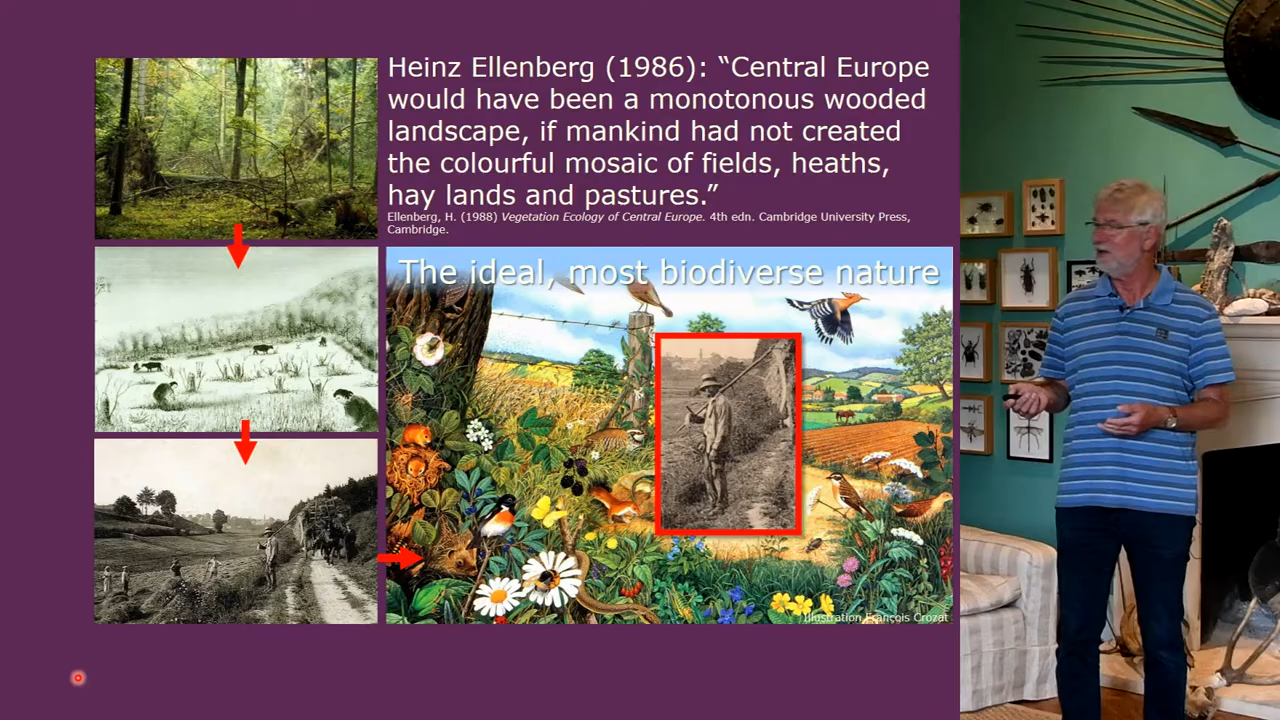 Heinz Ellenberg (1986): “Central Europe
would have been a monotonous wooded
landscape, if mankind had not created
the colourful mosaic of fields, heaths,
hay lands and pastures.”
Ellenberg, H. (1988) Vegetation Ecology of Central Europe. 4th edn. Cambridge University Press,
Cambridge.
The ideal, most biodiverse nature
Illustration François Crozat